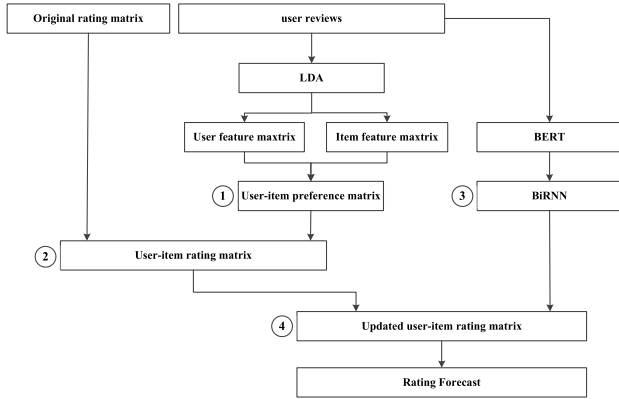 Original rating matrix
user reviews
LDA
User feature maxtrix
Item feature maxtrix
BERT
1
User-item preference matrix
3
BiRNN
2
User-item rating matrix
4
Updated user-item rating matrix
Rating Forecast